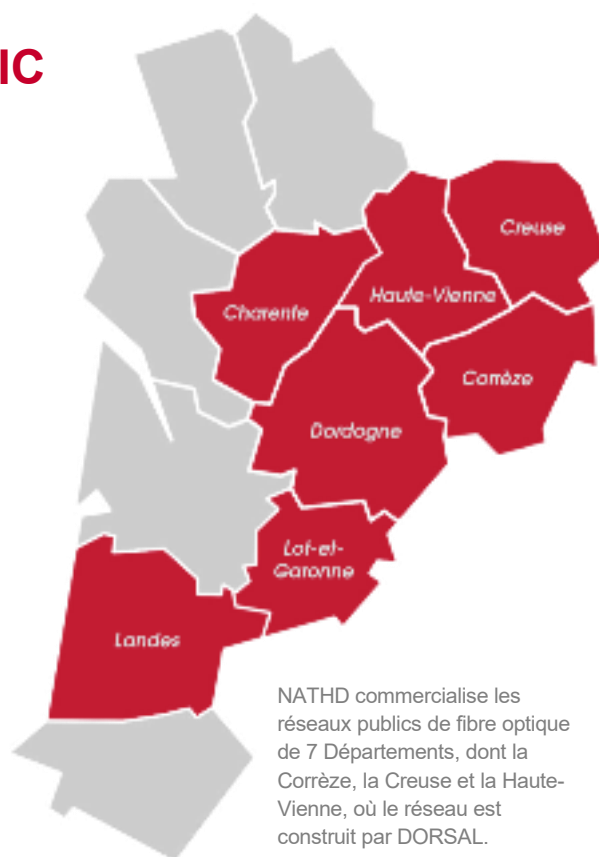 IC
Creuse
Haute-Vienne
Charente
Corrèze
Dordogne
Lot-et-
Garonne
Landes
NATHD commercialise les
réseaux publics de fibre optique
de 7 Départements, dont la
Corrèze, la Creuse et la Haute-
Vienne, où le réseau est
construit par DORSAL.